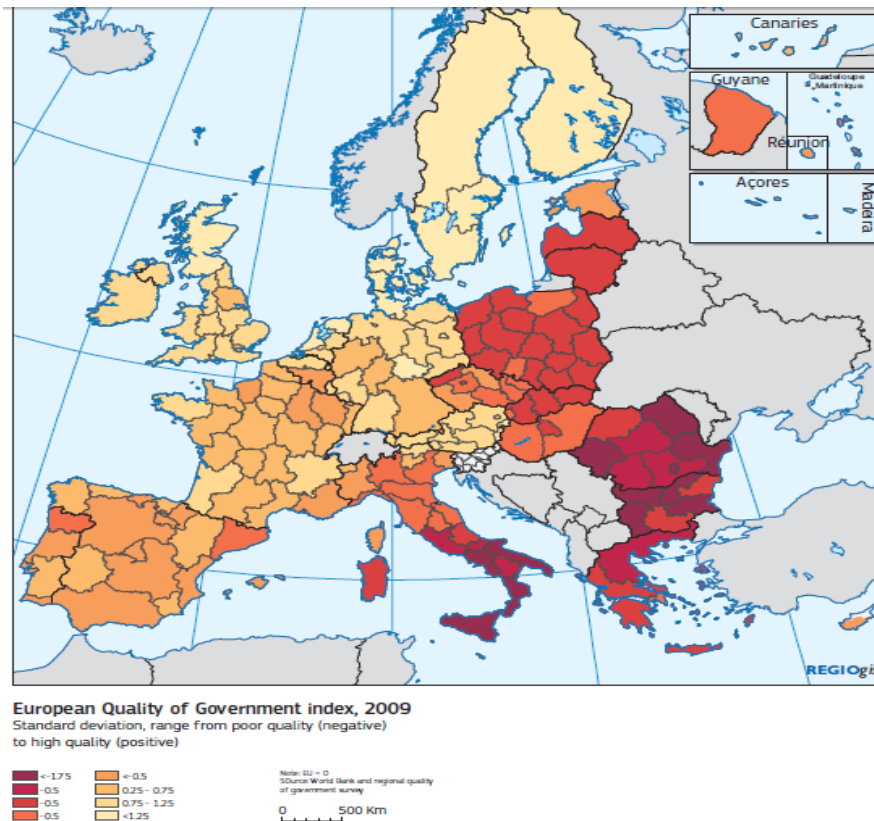 Canaries
Guyane
Guadeloupe
Martinique
Réunion
Açores
Madeira
REGIOgis
European Quality of Government index, 2009
Standard deviation, range from poor quality (negative)
to high quality (positive)
<-1.75
-0.5
-0.5
-0.5
<-0.5
0.25 - 0.75
0.75 - 1.25
<1.25
Note: EU = 0
Source: World Bank and regional quality
of government survey
0 500 Km